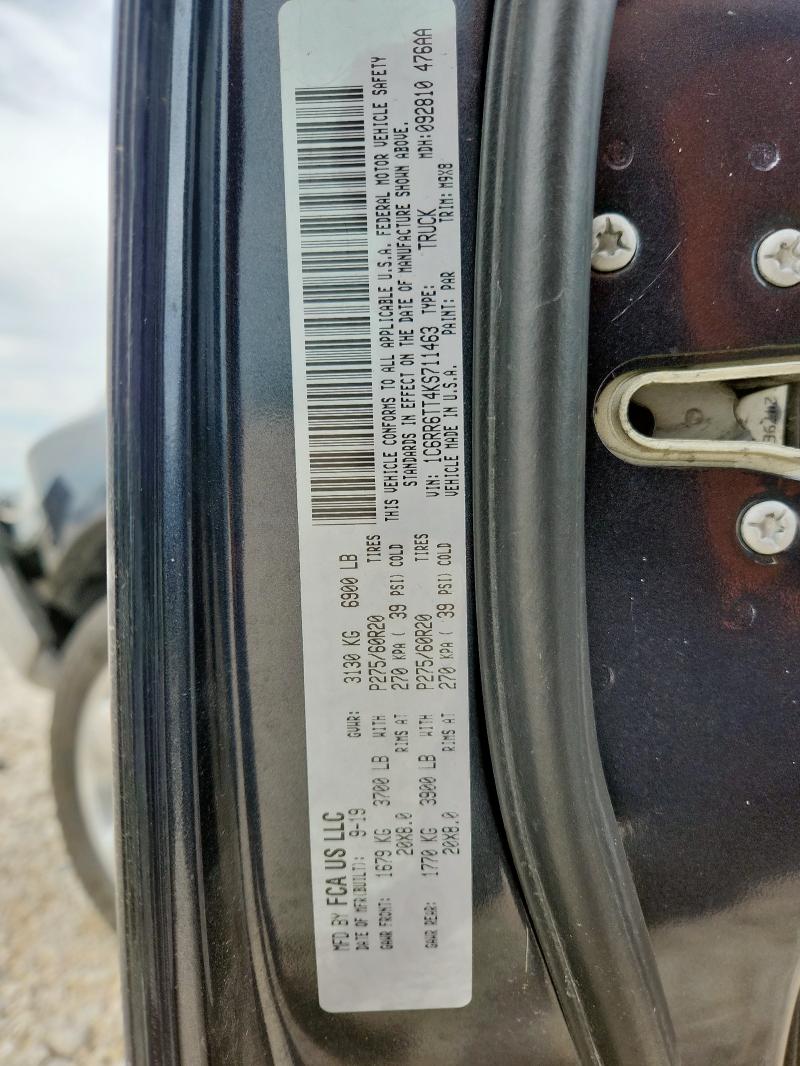 MFD BY FCA US LLC
DATE OF MFR(BUILT): 9-19 GVWR: 3130 KG 6900 LB
GAWR FRONT: 1679 KG 3700 LB WITH P275/60R20 TIRES
20X8.0 RIMS AT 270 KPA ( 39 PSI) COLD
GAWR REAR: 1770 KG 3900 LB WITH P275/60R20 TIRES
20X8.0 RIMS AT 270 KPA ( 39 PSI) COLD
THIS VEHICLE CONFORMS TO ALL APPLICABLE U.S.A. FEDERAL MOTOR VEHICLE SAFETY
STANDARDS IN EFFECT ON THE DATE OF MANUFACTURE SHOWN ABOVE.
VIN: 1C6RR6TT4KS711463 TYPE: TRUCK MDH:092810 476AA
VEHICLE MADE IN U.S.A. PAINT: PAR TRIM: M9X8